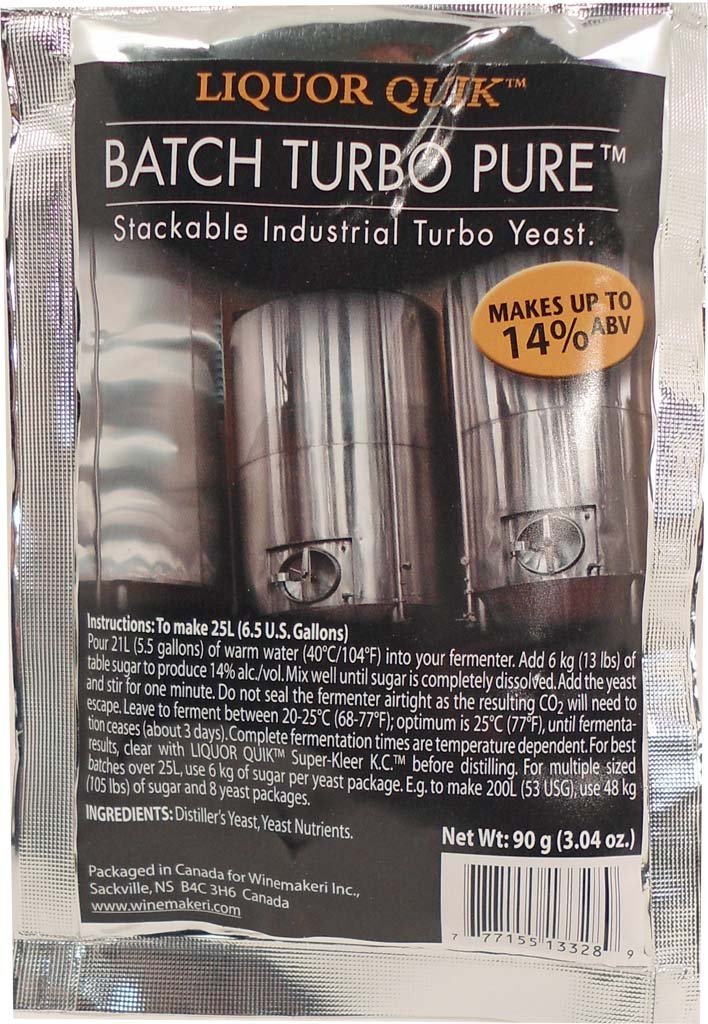 LIQUOR QUIK™
BATCH TURBO PURE™
Stackable Industrial Turbo Yeast.
MAKES UP TO
14% ABV
Instructions: To make 25L (6.5 U.S. Gallons)
Pour 21L (5.5 gallons) of warm water (40°C/104°F) into your fermenter. Add 6 kg (13 lbs) of
table sugar to produce 14% alc./vol. Mix well until sugar is completely dissolved. Add the yeast
and stir for one minute. Do not seal the fermenter airtight as the resulting CO₂ will need to
escape. Leave to ferment between 20-25°C (68-77°F); optimum is 25°C (77°F), until fermenta-
tion ceases (about 3 days). Complete fermentation times are temperature dependent. For best
results, clear with LIQUOR QUIK™ Super-Kleer K.C.™ before distilling. For multiple sized
batches over 25L, use 6 kg of sugar per yeast package. E.g. to make 200L (53 USG), use 48 kg
(105 lbs) of sugar and 8 yeast packages.
INGREDIENTS: Distiller's Yeast, Yeast Nutrients.
Net Wt: 90 g (3.04 oz.)
Packaged in Canada for Winemakeri Inc.,
Sackville, NS B4C 3H6 Canada
www.winemakeri.com
7 77155 13328 9